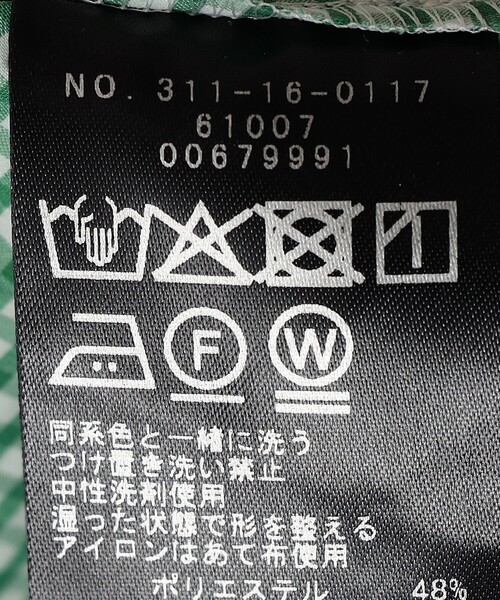 NO. 311-16-0117
61007
00679991
F W
同系色と一緒に洗う
つけ置き洗い禁止
中性洗剤使用
湿った状態で形を整える
アイロンはあて布使用
ポリエステル 48%